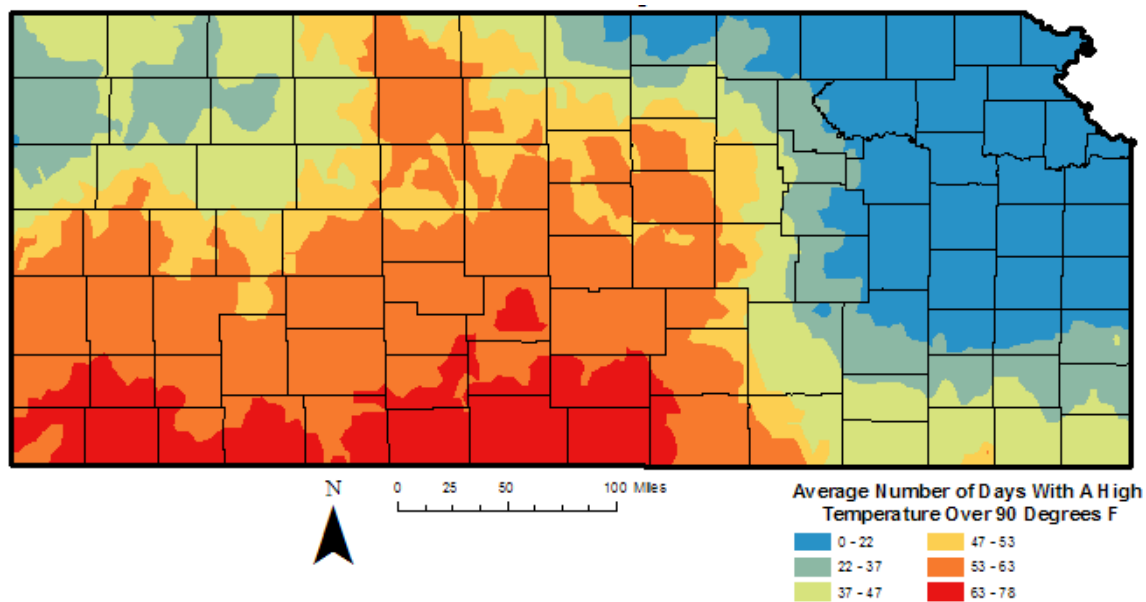 N
0 25 50 100 Miles
Average Number of Days With A High
Temperature Over 90 Degrees F
0 - 22 47 - 53
22 - 37 53 - 63
37 - 47 63 - 78